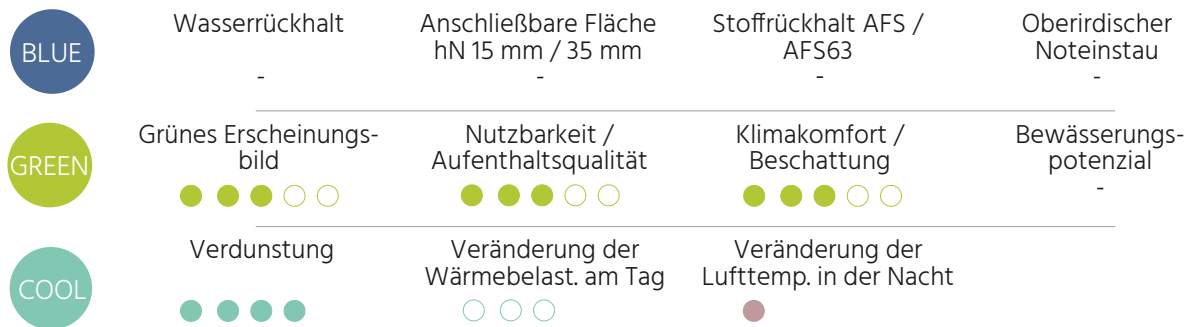 BLUE
Wasserrückhalt
-
Anschließbare Fläche
hN 15 mm / 35 mm
-
Stoffrückhalt AFS /
AFS63
-
Oberirdischer
Noteinstau
-
GREEN
Grünes Erscheinungs-
bild
Nutzbarkeit /
Aufenthaltsqualität
Klimakomfort /
Beschattung
Bewässerungs-
potenzial
-
COOL
Verdunstung
Veränderung der
Wärmebelast. am Tag
Veränderung der
Lufttemp. in der Nacht